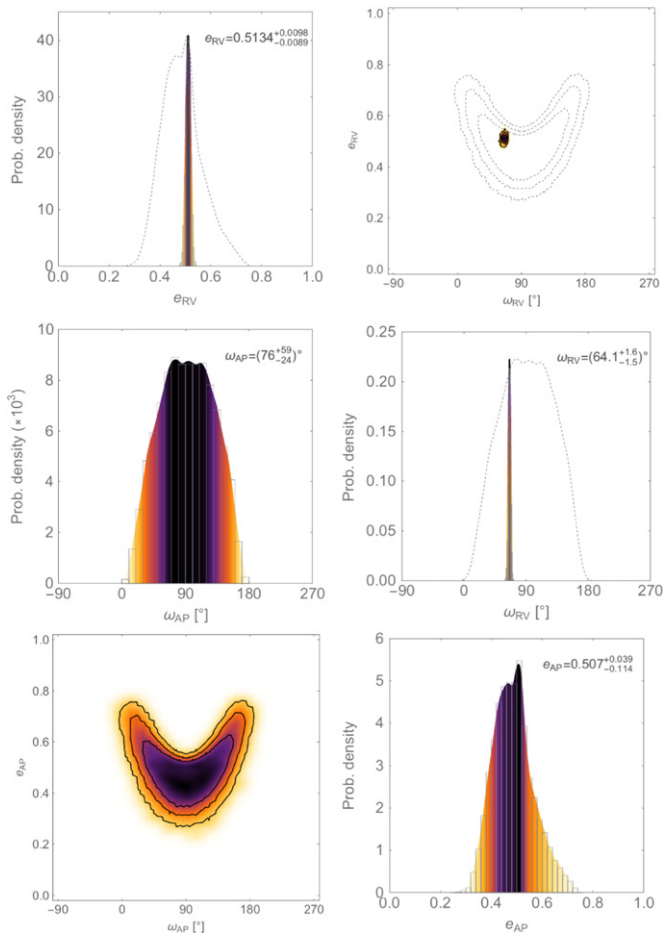 40
30
20
10
0
0.0 0.2 0.4 0.6 0.8 1.0
Prob. density
e_RV
e_RV=0.5134 +0.0098 −0.0089
1.0
0.8
0.6
0.4
0.2
0.0
-90 0 90 180 270
e_RV
ω_RV [°]
10
8
6
4
2
0
-90 0 90 180 270
Prob. density (×10³)
ω_AP [°]
ω_AP=(76 +59 −24)°
0.25
0.20
0.15
0.10
0.05
0.00
-90 0 90 180 270
Prob. density
ω_RV [°]
ω_RV=(64.1 +1.6 −1.5)°
1.0
0.8
0.6
0.4
0.2
0.0
-90 0 90 180 270
e_AP
ω_AP [°]
6
5
4
3
2
1
0
0.0 0.2 0.4 0.6 0.8 1.0
Prob. density
e_AP
e_AP=0.507 +0.039 −0.114